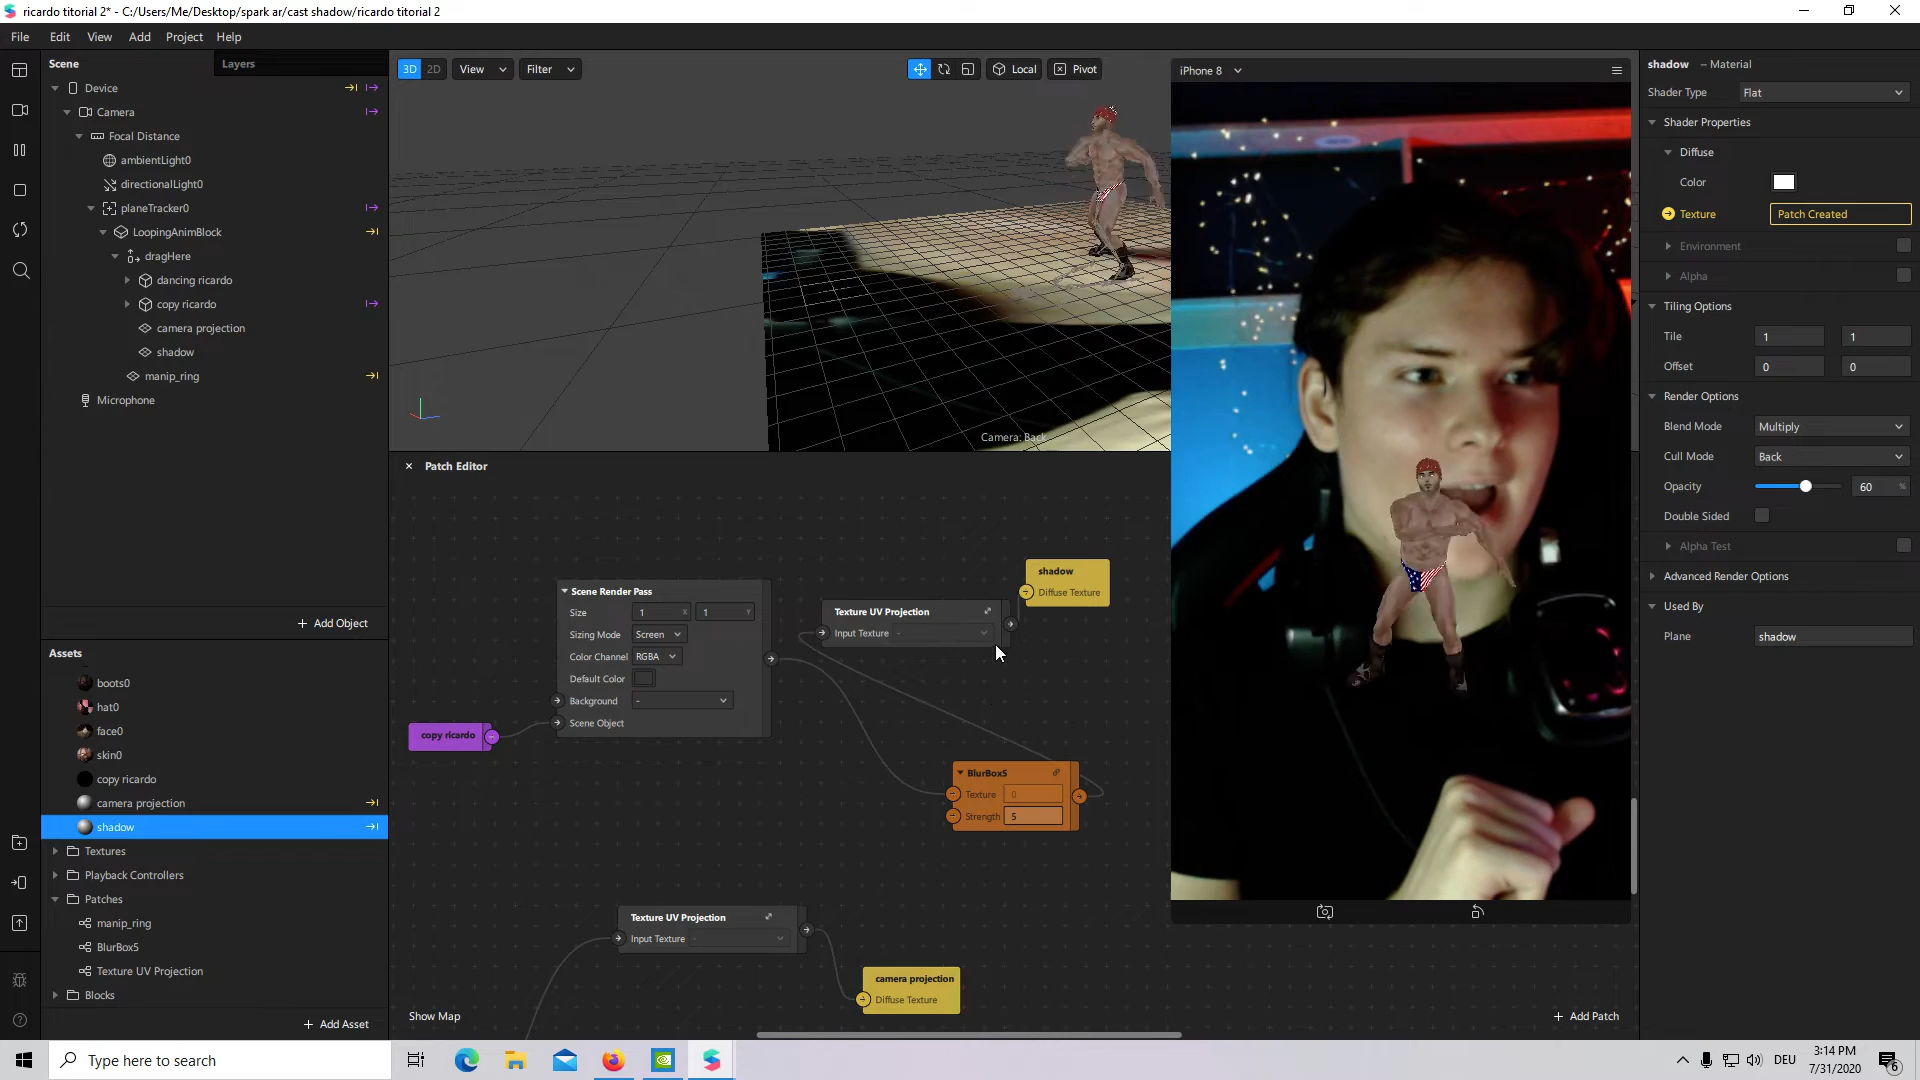 ricardo titorial 2* - C:/Users/Me/Desktop/spark ar/cast shadow/ricardo titorial 2
File Edit View Add Project Help
Scene Layers
Device
Camera
Focal Distance
ambientLight0
directionalLight0
planeTracker0
LoopingAnimBlock
dragHere
dancing ricardo
copy ricardo
camera projection
shadow
manip_ring
Microphone
+ Add Object
Assets
boots0
hat0
face0
skin0
copy ricardo
camera projection
shadow
Textures
Playback Controllers
Patches
manip_ring
BlurBox5
Texture UV Projection
Blocks
+ Add Asset
3D 2D View Filter Local Pivot
Camera: Back
Patch Editor
Scene Render Pass
Size 1 X 1 Y
Sizing Mode Screen
Color Channel RGBA
Default Color
Background -
Scene Object
copy ricardo
Texture UV Projection
Input Texture -
shadow
Diffuse Texture
BlurBox5
Texture 0
Strength 5
Texture UV Projection
Input Texture -
camera projection
Diffuse Texture
Show Map
+ Add Patch
iPhone 8
shadow – Material
Shader Type Flat
Shader Properties
Diffuse
Color
Texture Patch Created
Environment
Alpha
Tiling Options
Tile 1 1
Offset 0 0
Render Options
Blend Mode Multiply
Cull Mode Back
Opacity 60 %
Double Sided
Alpha Test
Advanced Render Options
Used By
Plane shadow
Type here to search
DEU
3:14 PM
7/31/2020
6